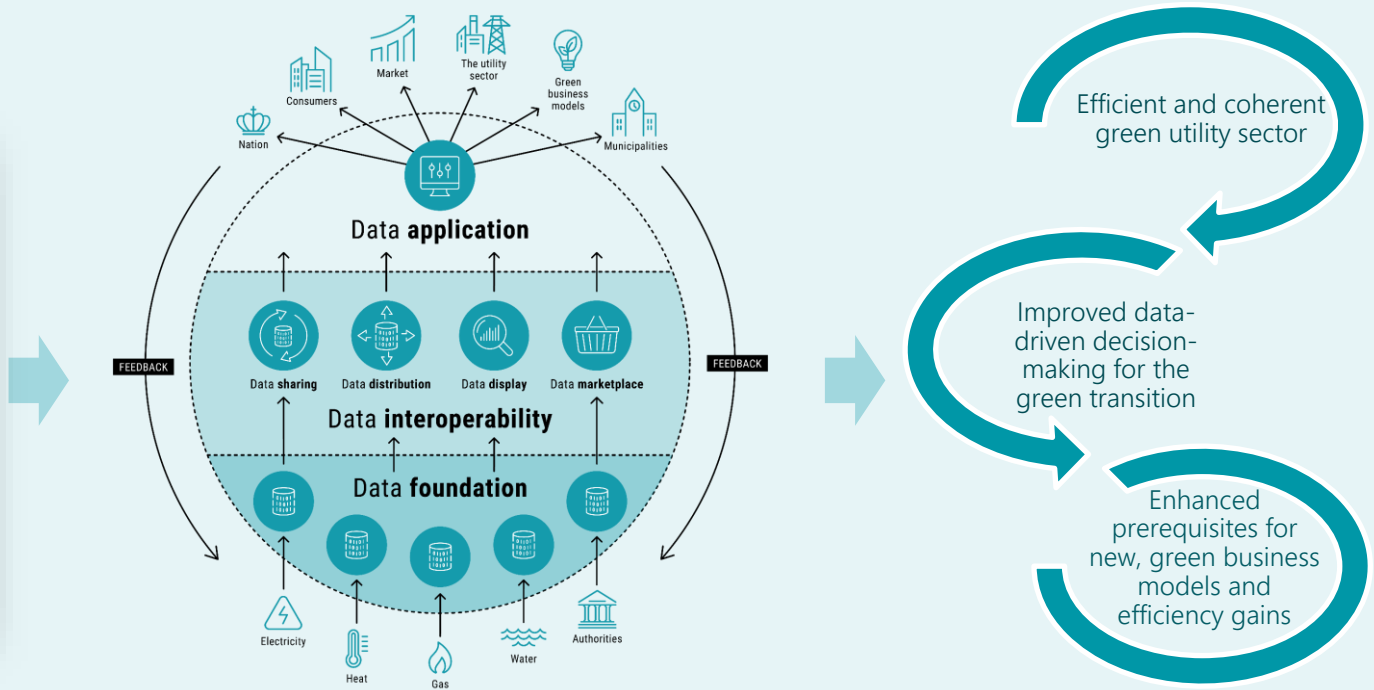 Nation
Consumers
Market
The utility
sector
Green
business
models
Municipalities
Data application
FEEDBACK
FEEDBACK
Data sharing
Data distribution
Data display
Data marketplace
Data interoperability
Data foundation
Electricity
Heat
Gas
Water
Authorities
Efficient and coherent
green utility sector
Improved data-
driven decision-
making for the
green transition
Enhanced
prerequisites for
new, green business
models and
efficiency gains